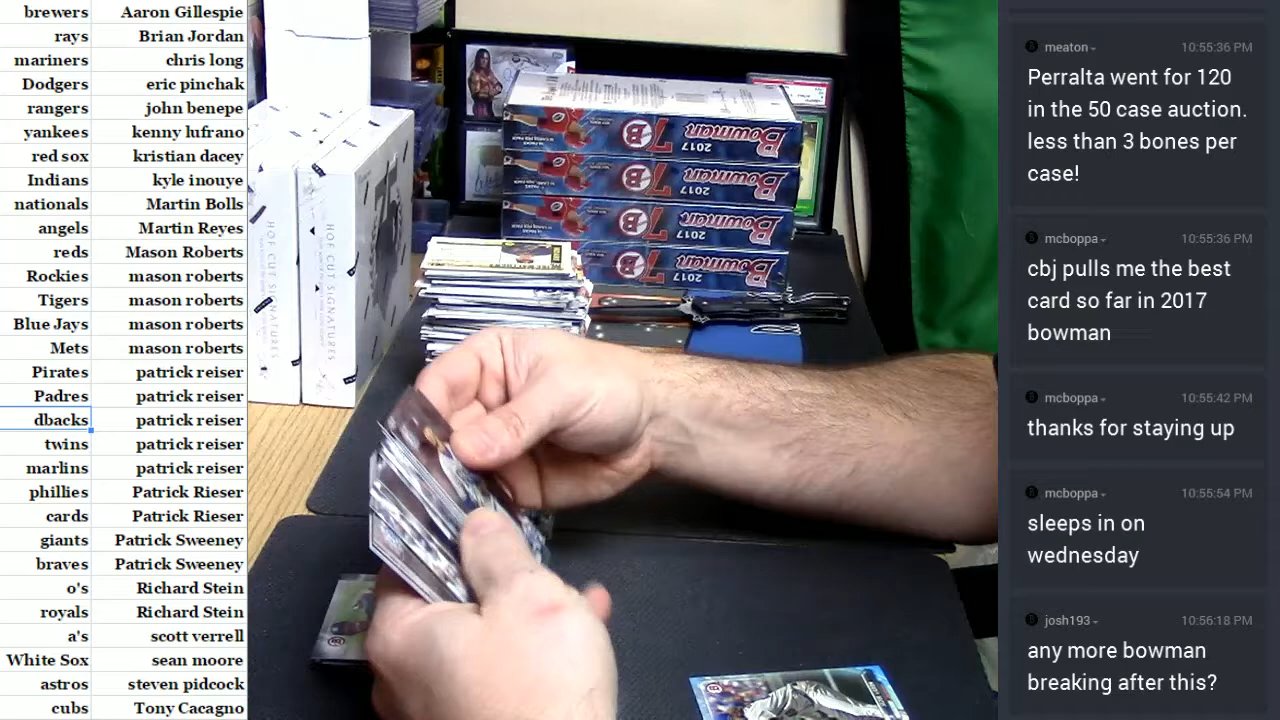 brewers Aaron Gillespie
rays Brian Jordan
mariners chris long
Dodgers eric pinchak
rangers john benepe
yankees kenny lufrano
red sox kristian dacey
Indians kyle inouye
nationals Martin Bolls
angels Martin Reyes
reds Mason Roberts
Rockies mason roberts
Tigers mason roberts
Blue Jays mason roberts
Mets mason roberts
Pirates patrick reiser
Padres patrick reiser
dbacks patrick reiser
twins patrick reiser
marlins patrick reiser
phillies Patrick Rieser
cards Patrick Rieser
giants Patrick Sweeney
braves Patrick Sweeney
o's Richard Stein
royals Richard Stein
a's scott verrell
White Sox sean moore
astros steven pidcock
cubs Tony Cacagno
HOF CUT SIGNATURES
HOF CUT SIGNATURES
Bowman 2017
Bowman 2017
Bowman 2017
Bowman 2017
meaton 10:55:36 PM
Perralta went for 120
in the 50 case auction.
less than 3 bones per
case!
mcboppa 10:55:36 PM
cbj pulls me the best
card so far in 2017
bowman
mcboppa 10:55:42 PM
thanks for staying up
mcboppa 10:55:54 PM
sleeps in on
wednesday
josh193 10:56:18 PM
any more bowman
breaking after this?